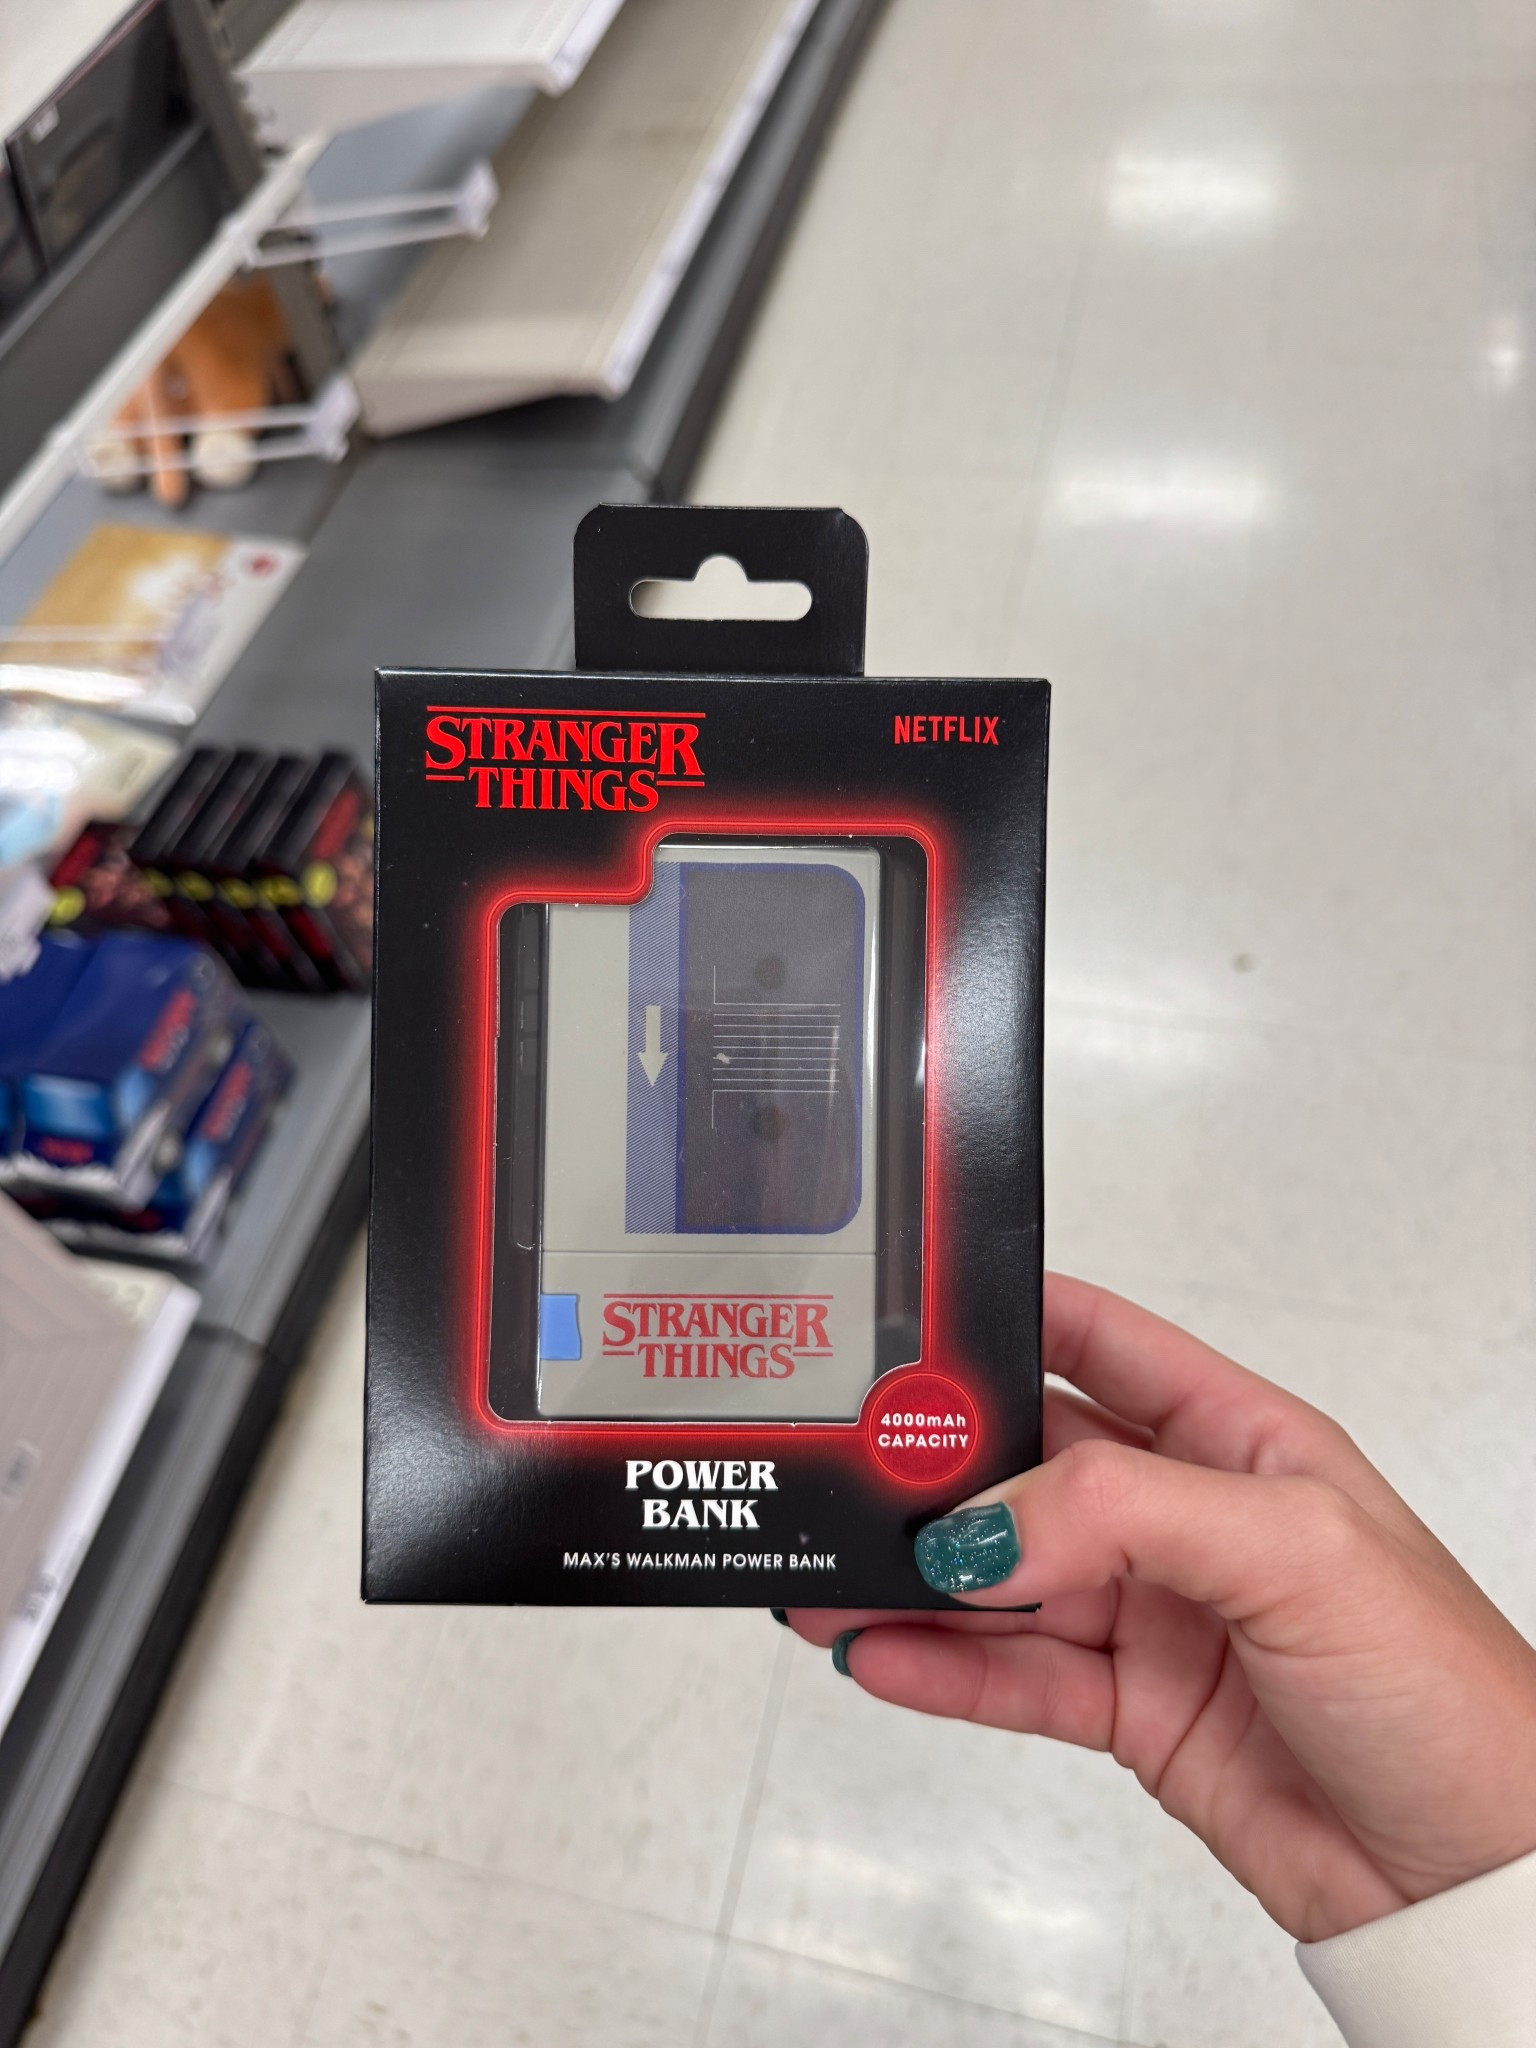 STRANGER
THINGS
NETFLIX
STRANGER
THINGS
4000mAh
CAPACITY
POWER
BANK
MAX'S WALKMAN POWER BANK